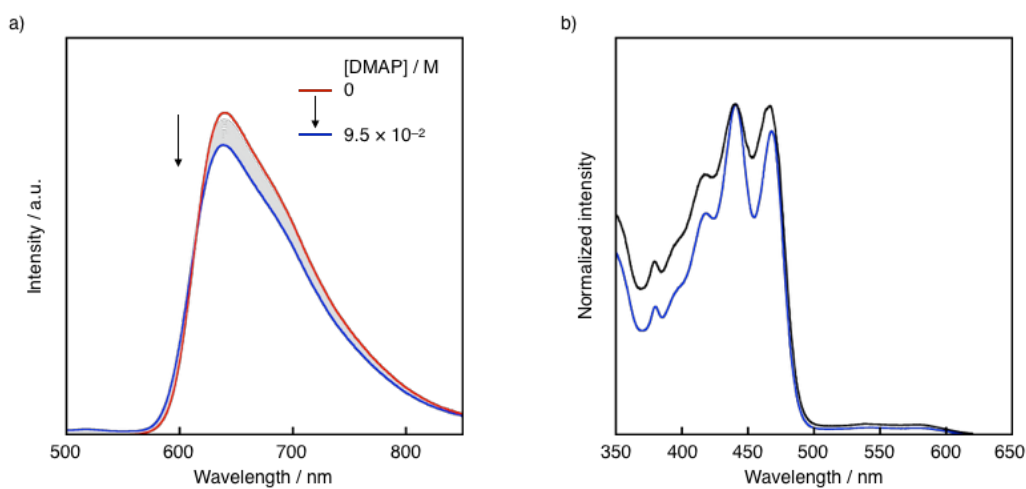 a)
[DMAP] / M
0
9.5 × 10⁻²
Intensity / a.u.
500 600 700 800
Wavelength / nm
b)
Normalized intensity
350 400 450 500 550 600 650
Wavelength / nm